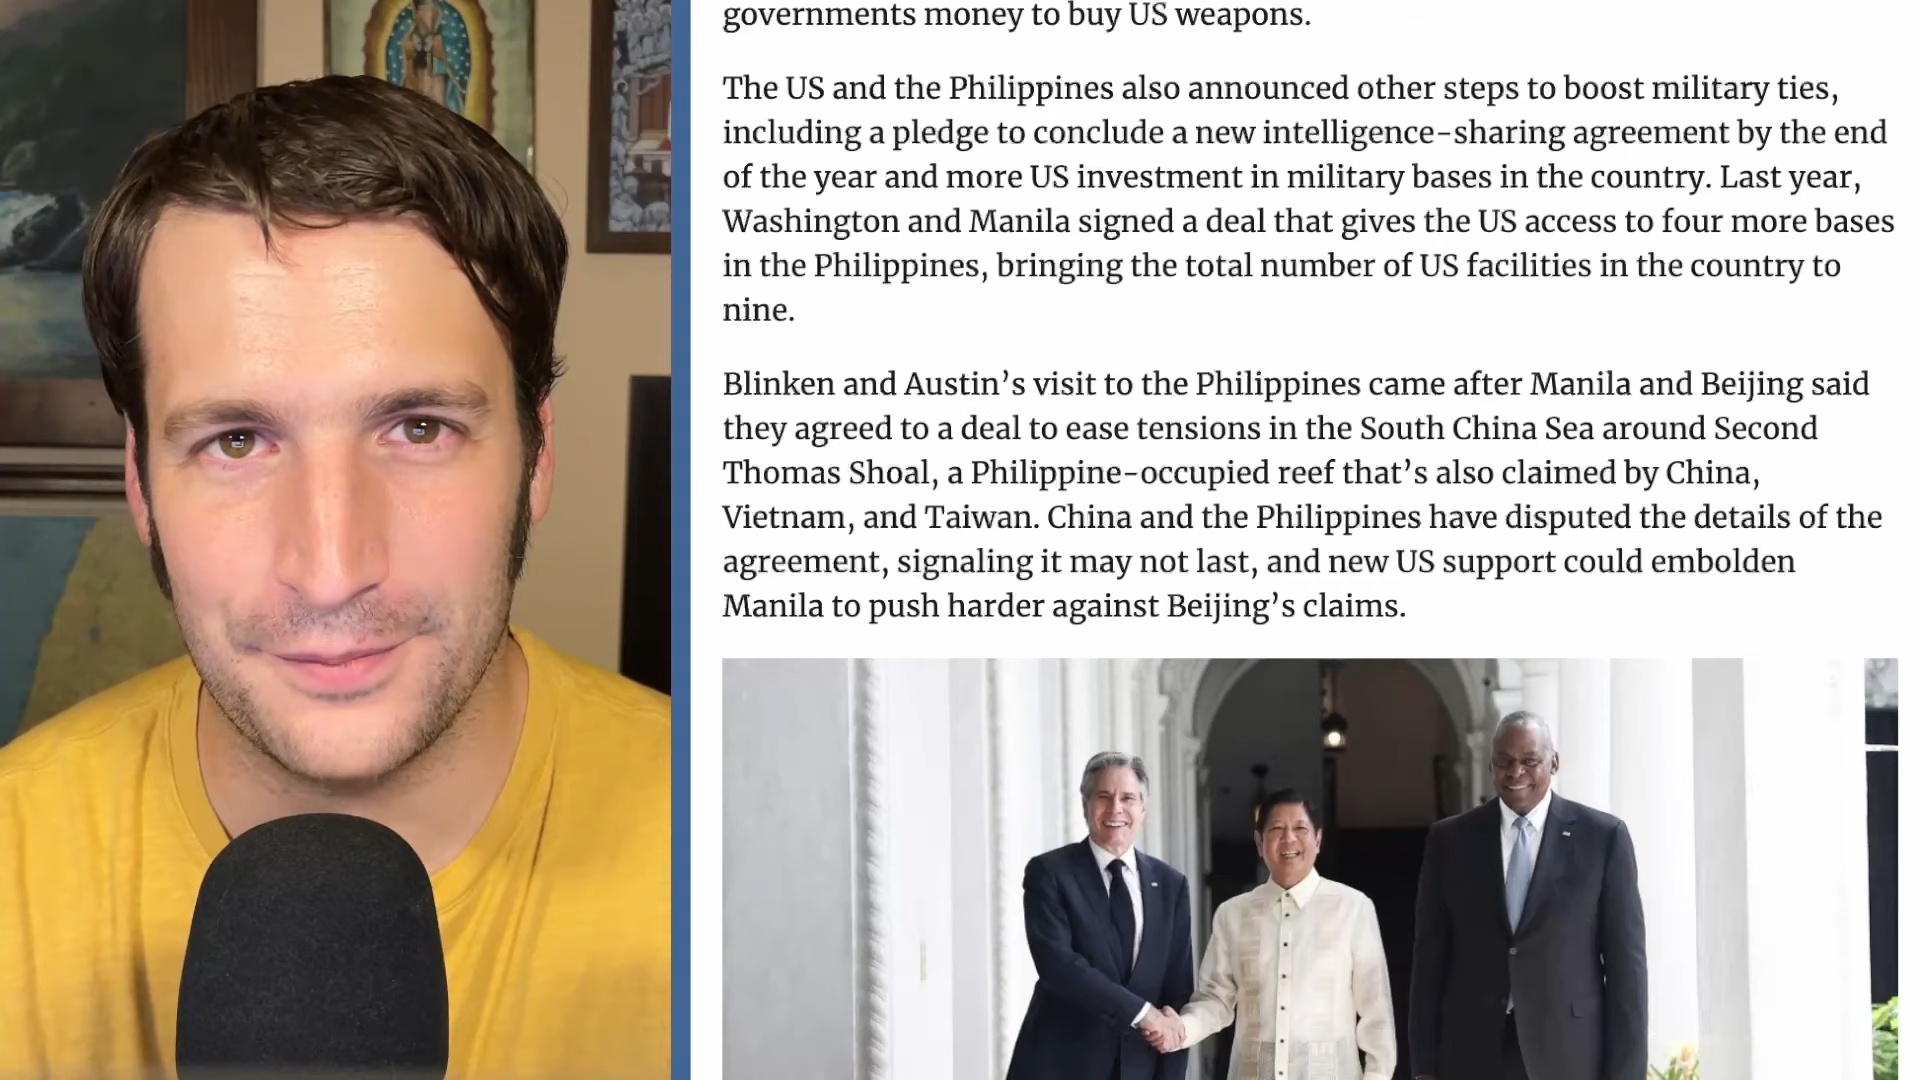 governments money to buy US weapons.
The US and the Philippines also announced other steps to boost military ties,
including a pledge to conclude a new intelligence-sharing agreement by the end
of the year and more US investment in military bases in the country. Last year,
Washington and Manila signed a deal that gives the US access to four more bases
in the Philippines, bringing the total number of US facilities in the country to
nine.
Blinken and Austin’s visit to the Philippines came after Manila and Beijing said
they agreed to a deal to ease tensions in the South China Sea around Second
Thomas Shoal, a Philippine-occupied reef that’s also claimed by China,
Vietnam, and Taiwan. China and the Philippines have disputed the details of the
agreement, signaling it may not last, and new US support could embolden
Manila to push harder against Beijing’s claims.